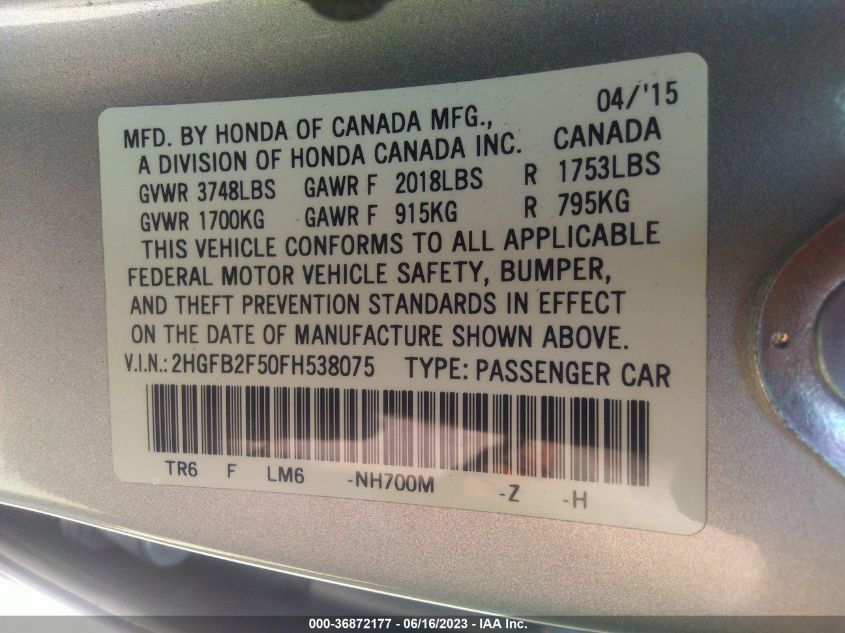 04/'15
MFD. BY HONDA OF CANADA MFG.,
A DIVISION OF HONDA CANADA INC. CANADA
GVWR 3748LBS GAWR F 2018LBS R 1753LBS
GVWR 1700KG GAWR F 915KG R 795KG
THIS VEHICLE CONFORMS TO ALL APPLICABLE
FEDERAL MOTOR VEHICLE SAFETY, BUMPER,
AND THEFT PREVENTION STANDARDS IN EFFECT
ON THE DATE OF MANUFACTURE SHOWN ABOVE.
V.I.N.: 2HGFB2F50FH538075 TYPE: PASSENGER CAR
TR6 F LM6 -NH700M -Z -H
000-36872177 - 06/16/2023 - IAA Inc.